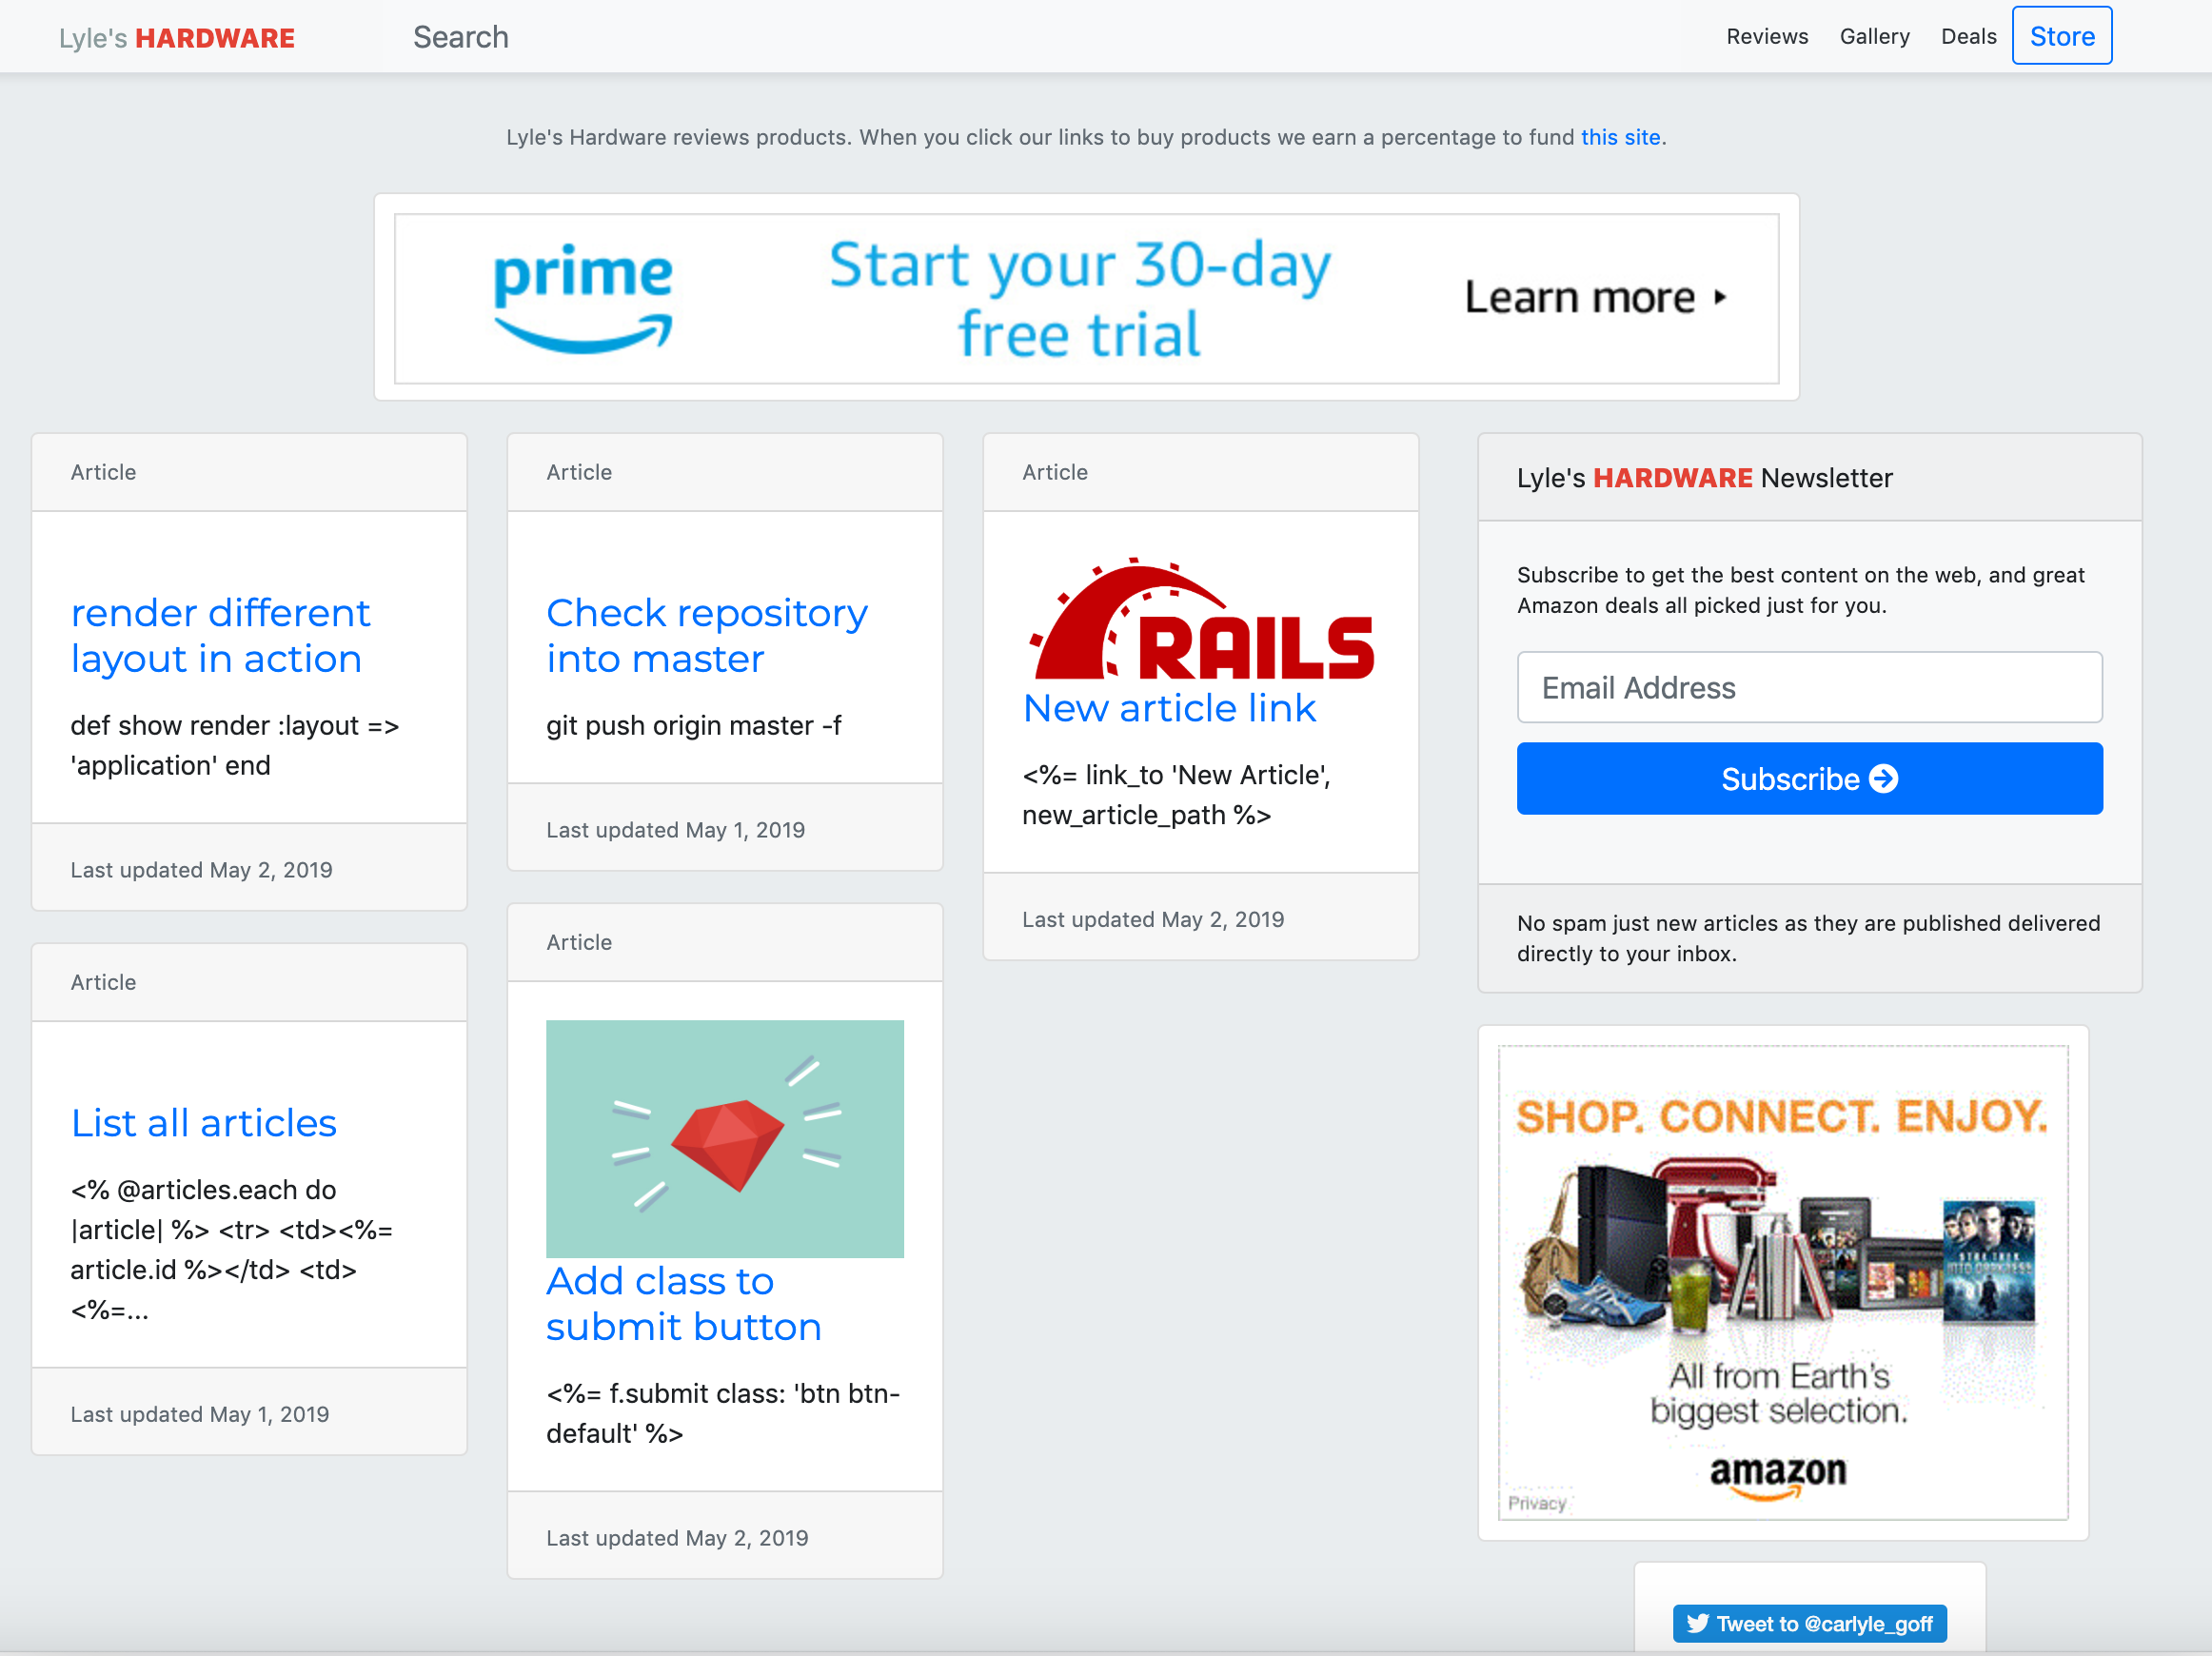 Lyle's HARDWARE
Search
Reviews
Gallery
Deals
Store
Lyle's Hardware reviews products. When you click our links to buy products we earn a percentage to fund this site.
prime
Start your 30-day
free trial
Learn more
Article
render different
layout in action
def show render :layout =>
'application' end
Last updated May 2, 2019
Article
List all articles
<% @articles.each do
|article| %> <tr> <td><%=
article.id %></td> <td>
<%=...
Last updated May 1, 2019
Article
Check repository
into master
git push origin master -f
Last updated May 1, 2019
Article
Add class to
submit button
<%= f.submit class: 'btn btn-
default' %>
Last updated May 2, 2019
Article
RAILS
New article link
<%= link_to 'New Article',
new_article_path %>
Last updated May 2, 2019
Lyle's HARDWARE Newsletter
Subscribe to get the best content on the web, and great
Amazon deals all picked just for you.
Email Address
Subscribe
No spam just new articles as they are published delivered
directly to your inbox.
SHOP. CONNECT. ENJOY.
STAR TREK
INTO DARKNESS
All from Earth's
biggest selection.
amazon
Privacy
Tweet to @carlyle_goff